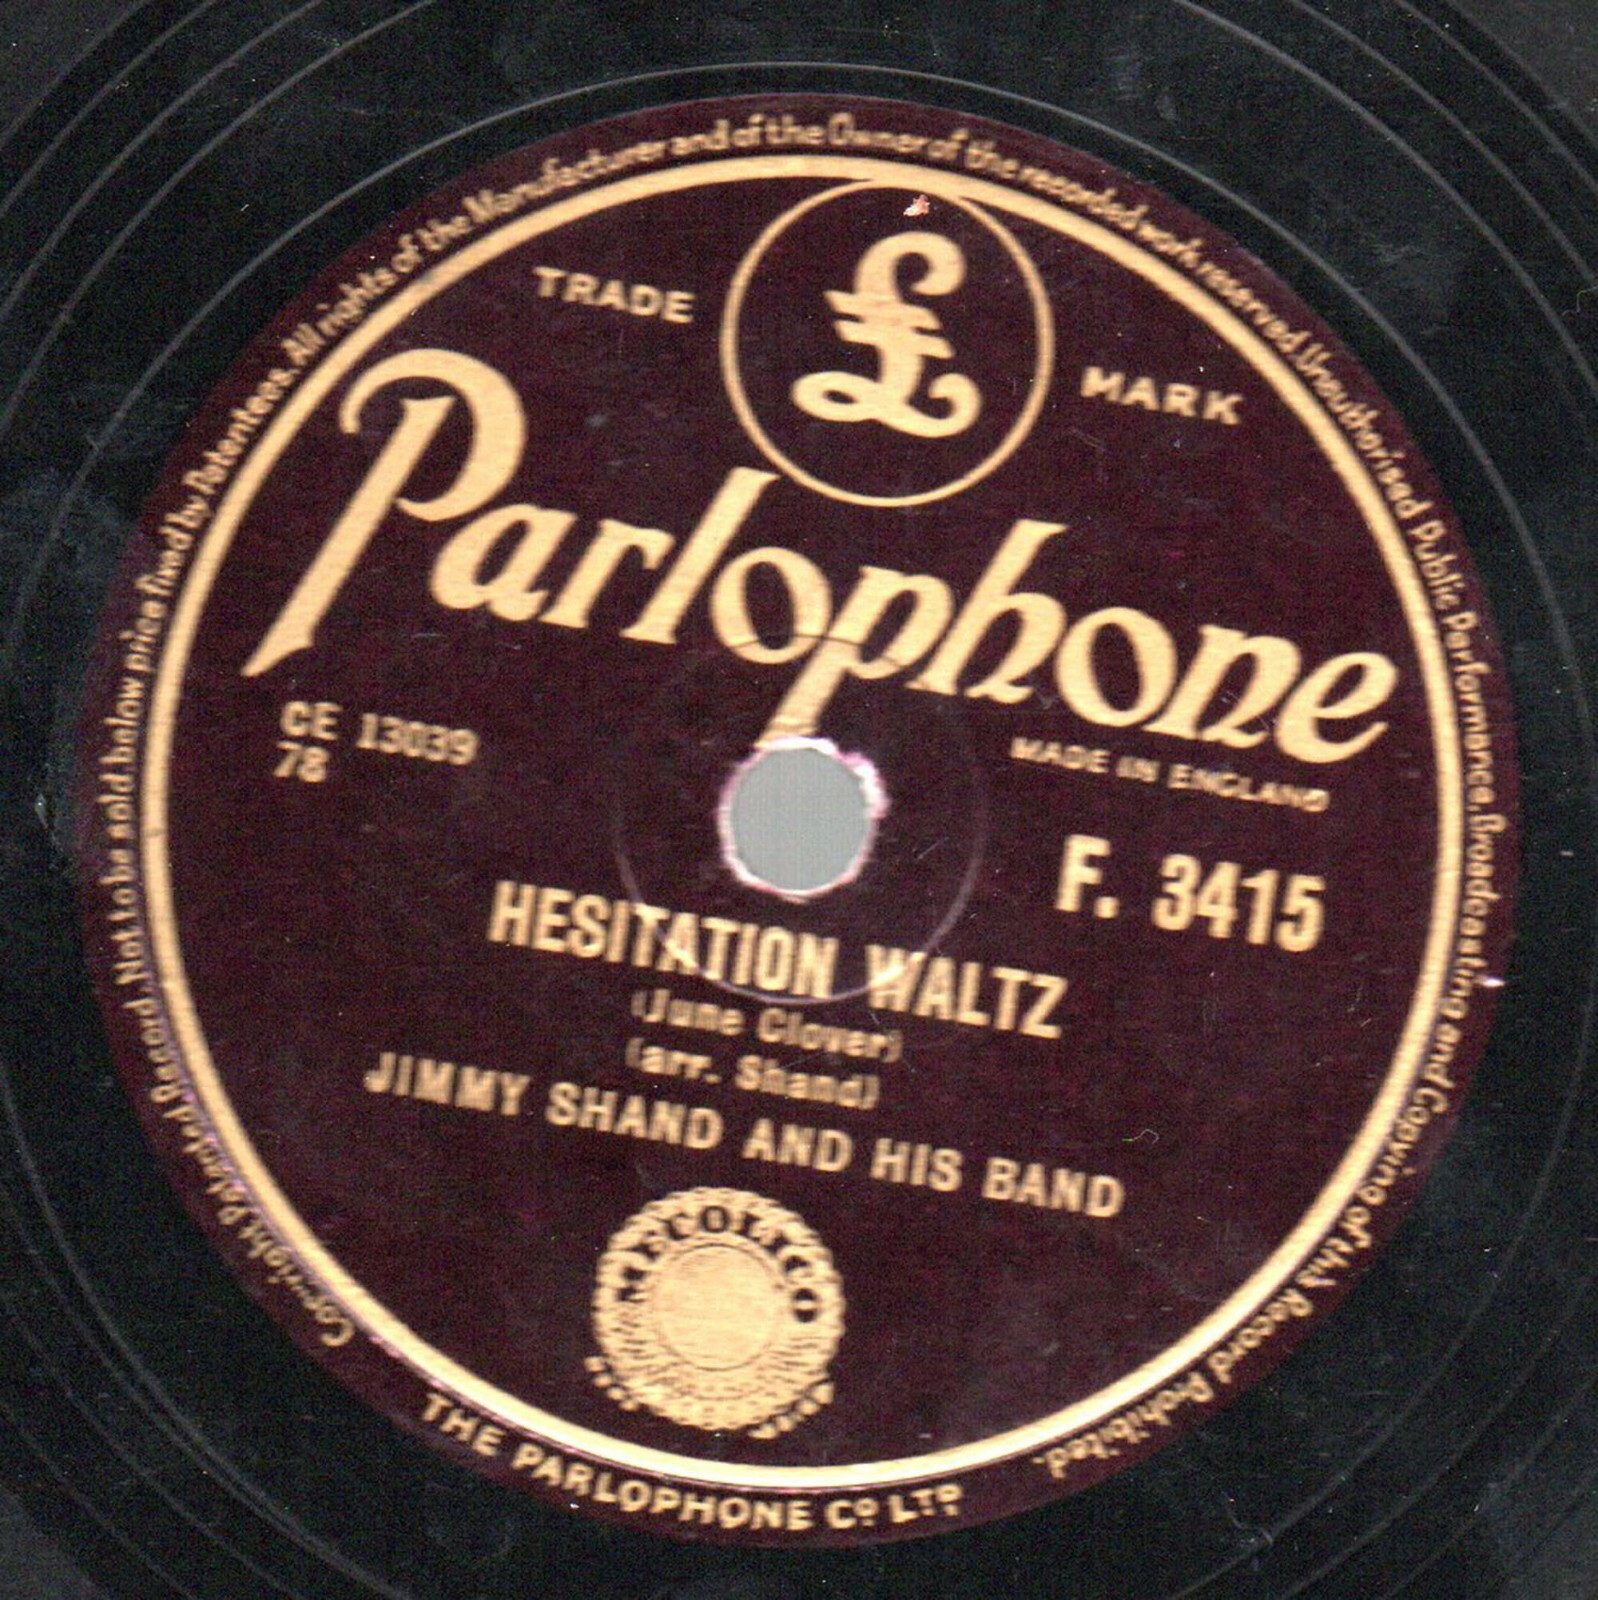 Copyright Patented Record. Not to be sold below price fixed by Patentees. All rights of the Manufacturer and of the Owner of the recorded work reserved. Unauthorised Public Performance, Broadcasting and Copying of this Record Prohibited.
TRADE £ MARK
Parlophone
MADE IN ENGLAND
CE 13039
78
F. 3415
HESITATION WALTZ
(June Clover)
(arr. Shand)
JIMMY SHAND AND HIS BAND
MECOLICO
THE PARLOPHONE Cº LTD